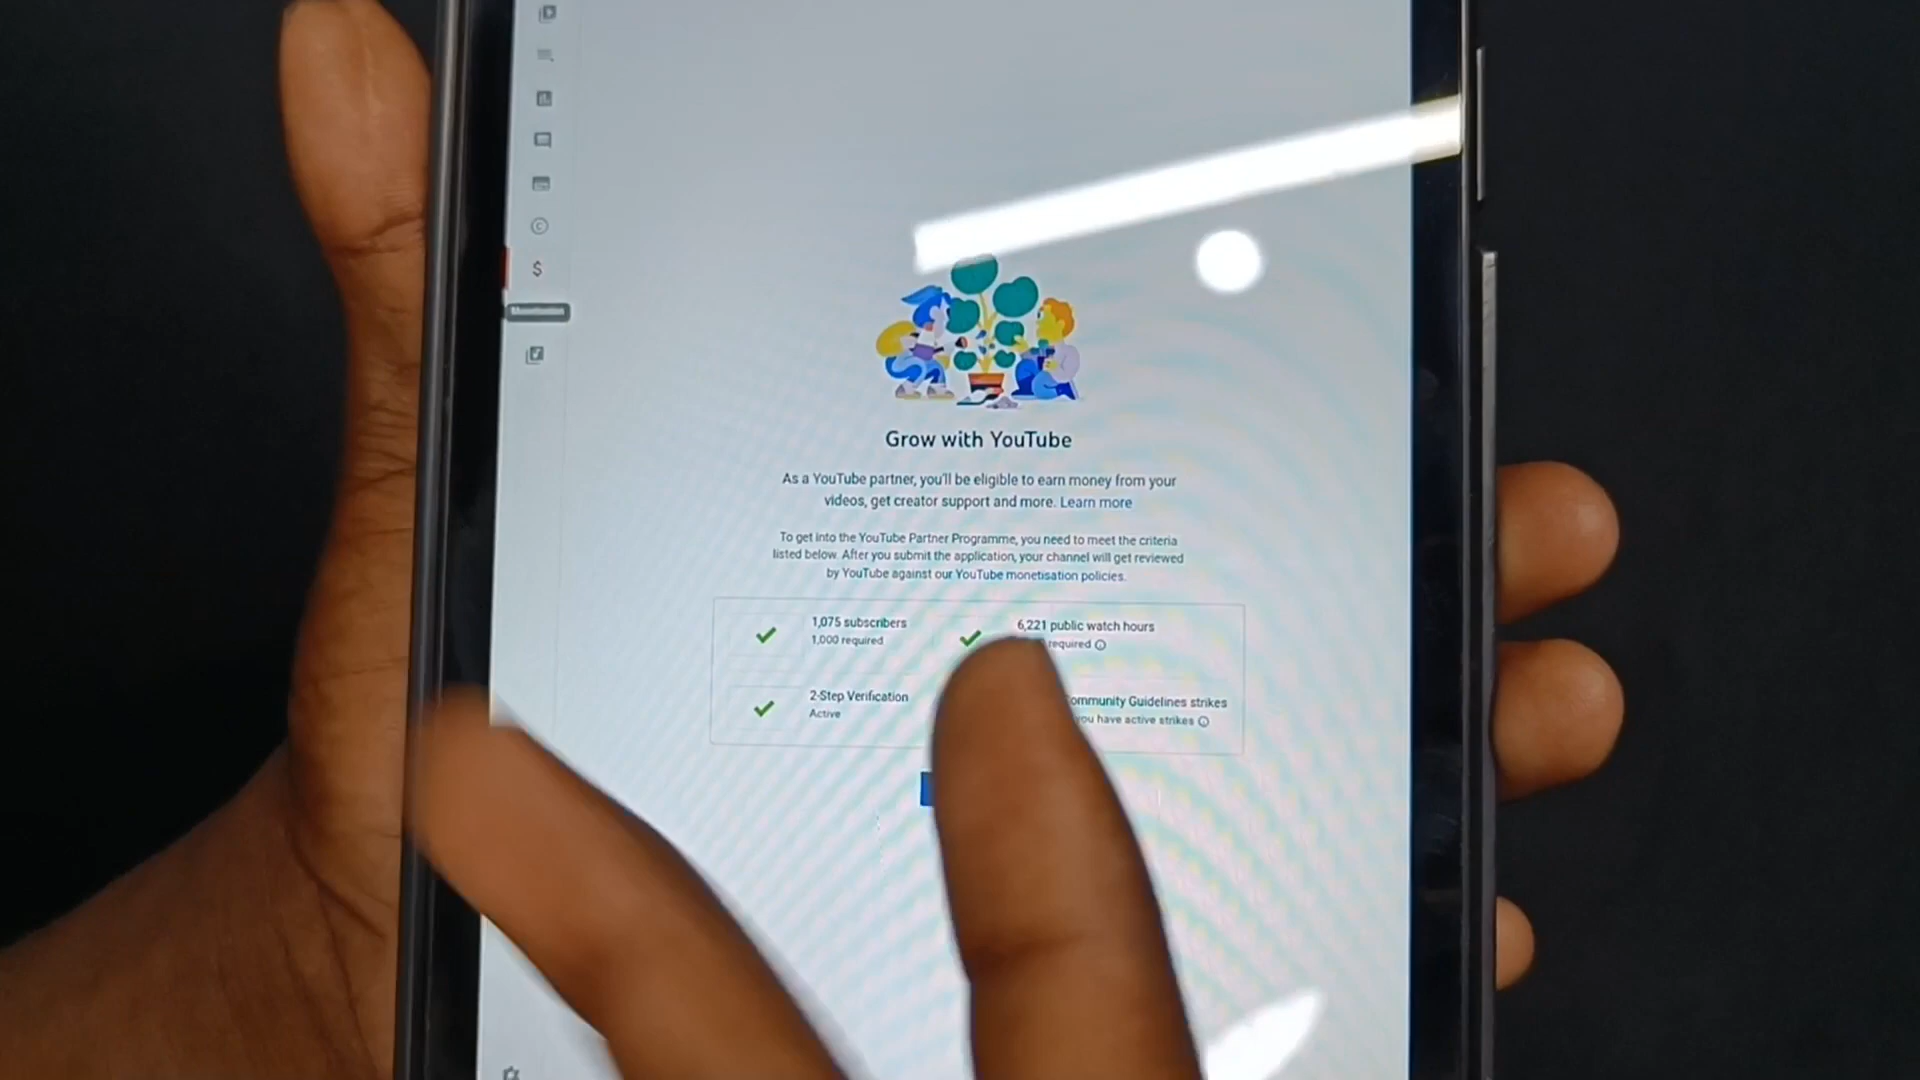 Grow with YouTube
As a YouTube partner, you'll be eligible to earn money from your
videos, get creator support and more. Learn more
To get into the YouTube Partner Programme, you need to meet the criteria
listed below. After you submit the application, your channel will get reviewed
by YouTube against our YouTube monetisation policies.
1,075 subscribers
1,000 required
6,221 public watch hours
required
2-Step Verification
Active
ommunity Guidelines strikes
you have active strikes